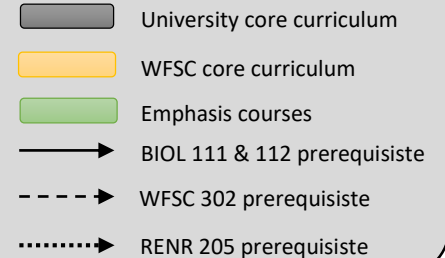 University core curriculum
WFSC core curriculum
Emphasis courses
BIOL 111 & 112 prerequisiste
WFSC 302 prerequisiste
RENR 205 prerequisiste